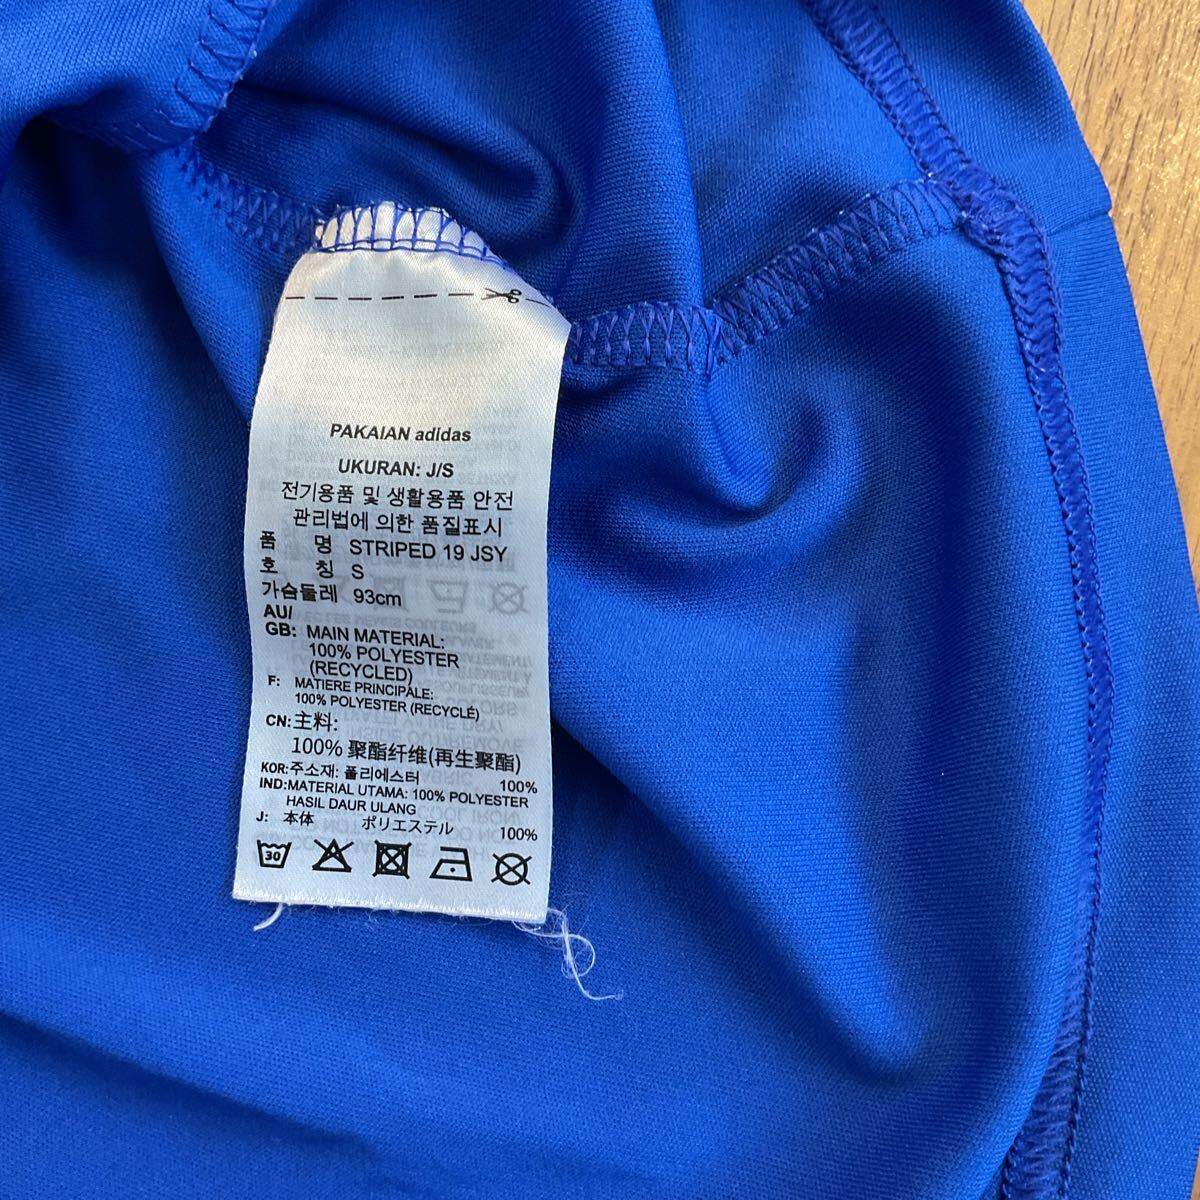 PAKAIAN adidas
UKURAN: J/S
전기용품 및 생활용품 안전
관리법에 의한 품질표시
품 명 STRIPED 19 JSY
호 칭 S
가슴둘레 93cm
AU/
GB: MAIN MATERIAL:
100% POLYESTER
(RECYCLED)
F: MATIERE PRINCIPALE:
100% POLYESTER (RECYCLÉ)
CN: 主料:
100% 聚酯纤维(再生聚酯)
KOR: 주소재: 폴리에스터 100%
IND: MATERIAL UTAMA: 100% POLYESTER
HASIL DAUR ULANG
J: 本体 ポリエステル 100%
30